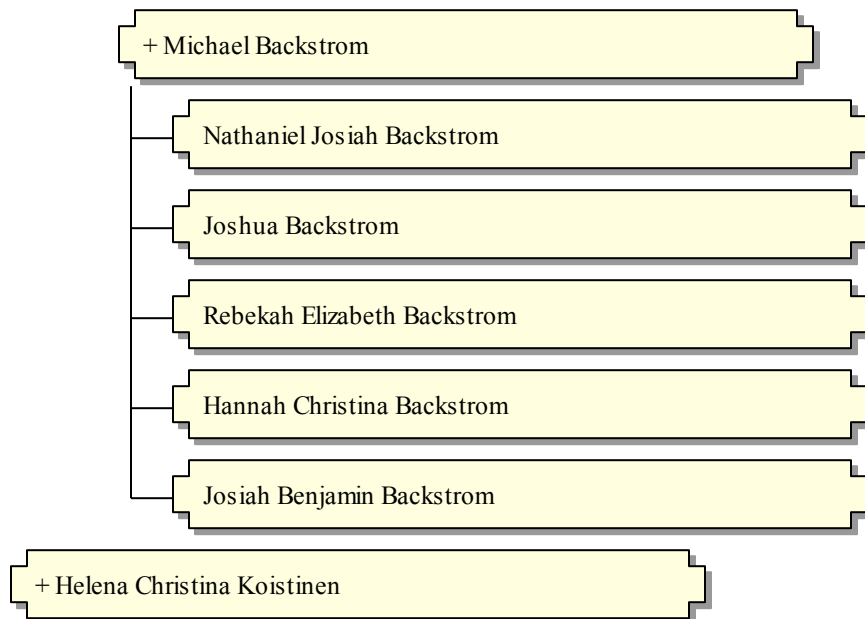 + Michael Backstrom
Nathaniel Josiah Backstrom
Joshua Backstrom
Rebekah Elizabeth Backstrom
Hannah Christina Backstrom
Josiah Benjamin Backstrom
+ Helena Christina Koistinen